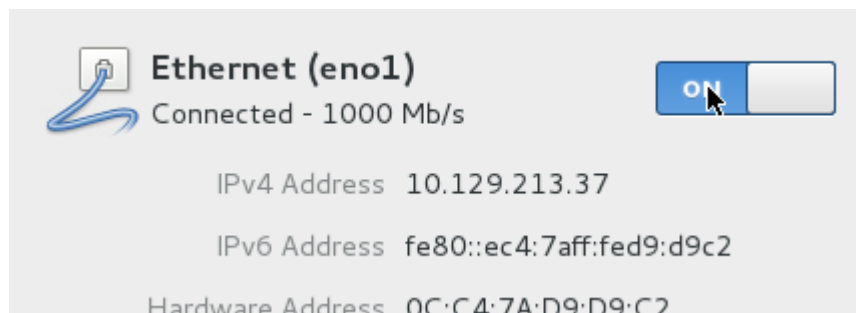 Ethernet (eno1)
ON
Connected - 1000 Mb/s
IPv4 Address 10.129.213.37
IPv6 Address fe80::ec4:7aff:fed9:d9c2
Hardware Address 0C:C4:7A:D9:D9:C2